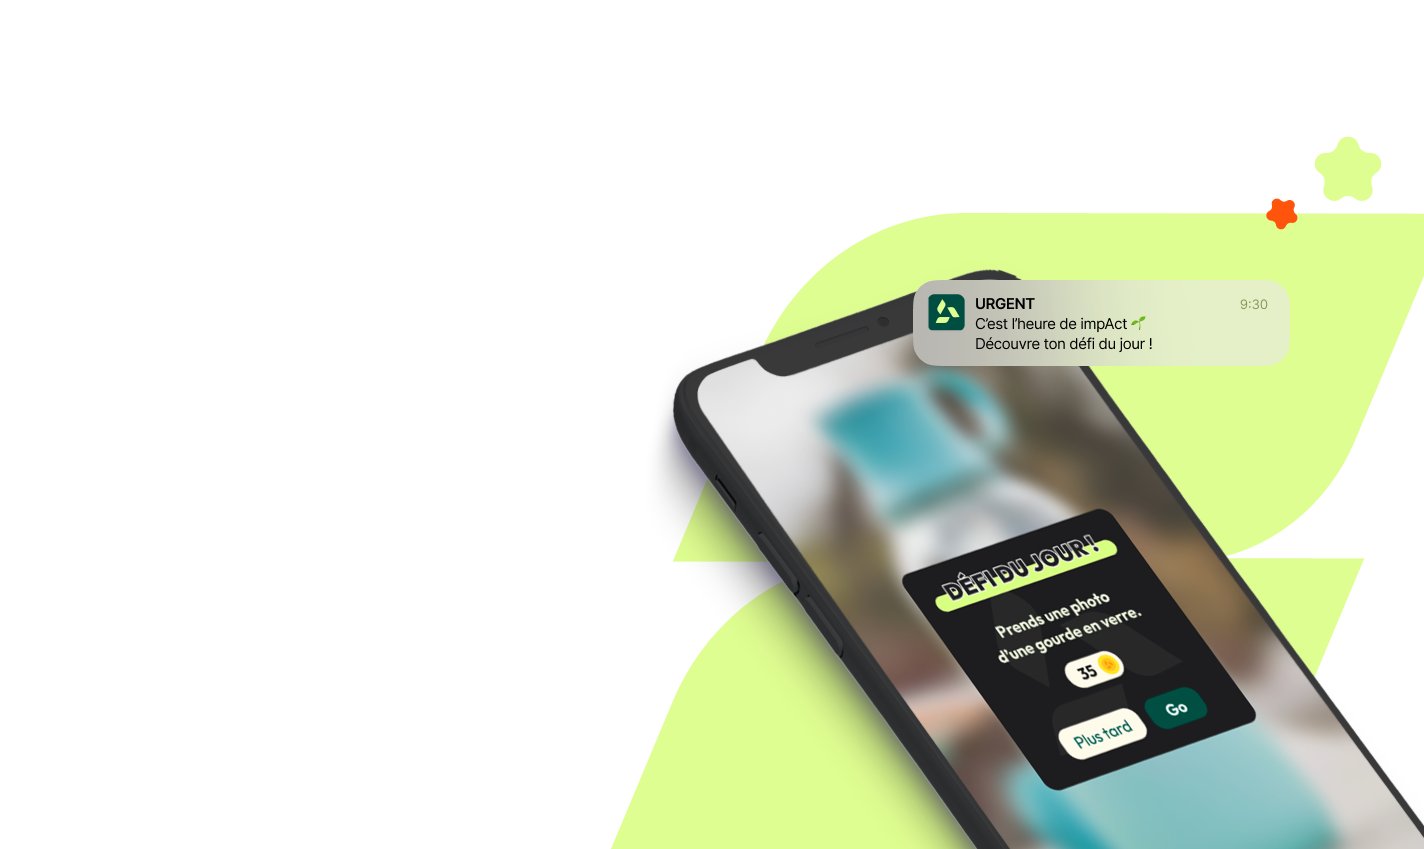 URGENT
9:30
C’est l’heure de impAct 🌱
Découvre ton défi du jour !
DÉFI DU JOUR !
Prends une photo
d'une gourde en verre.
35
Plus tard
Go